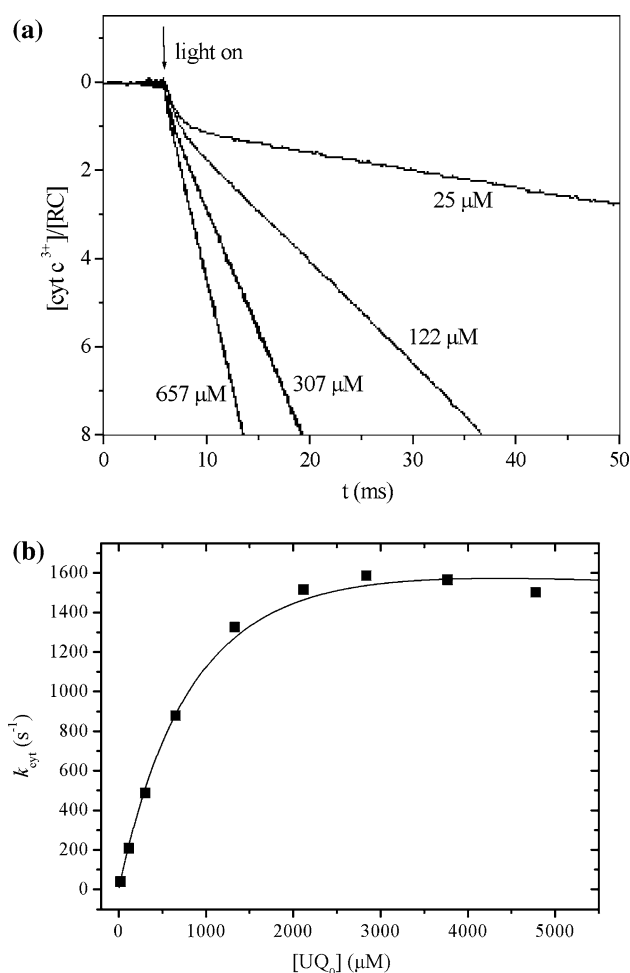 (a)
light on
0
2
4
6
8
[cyt c 3+]/[RC]
25 μM
122 μM
307 μM
657 μM
0 10 20 30 40 50
t (ms)
(b)
1600
1400
1200
1000
800
600
400
200
0
kcyt (s-1)
0 1000 2000 3000 4000 5000
[UQ0] (μM)